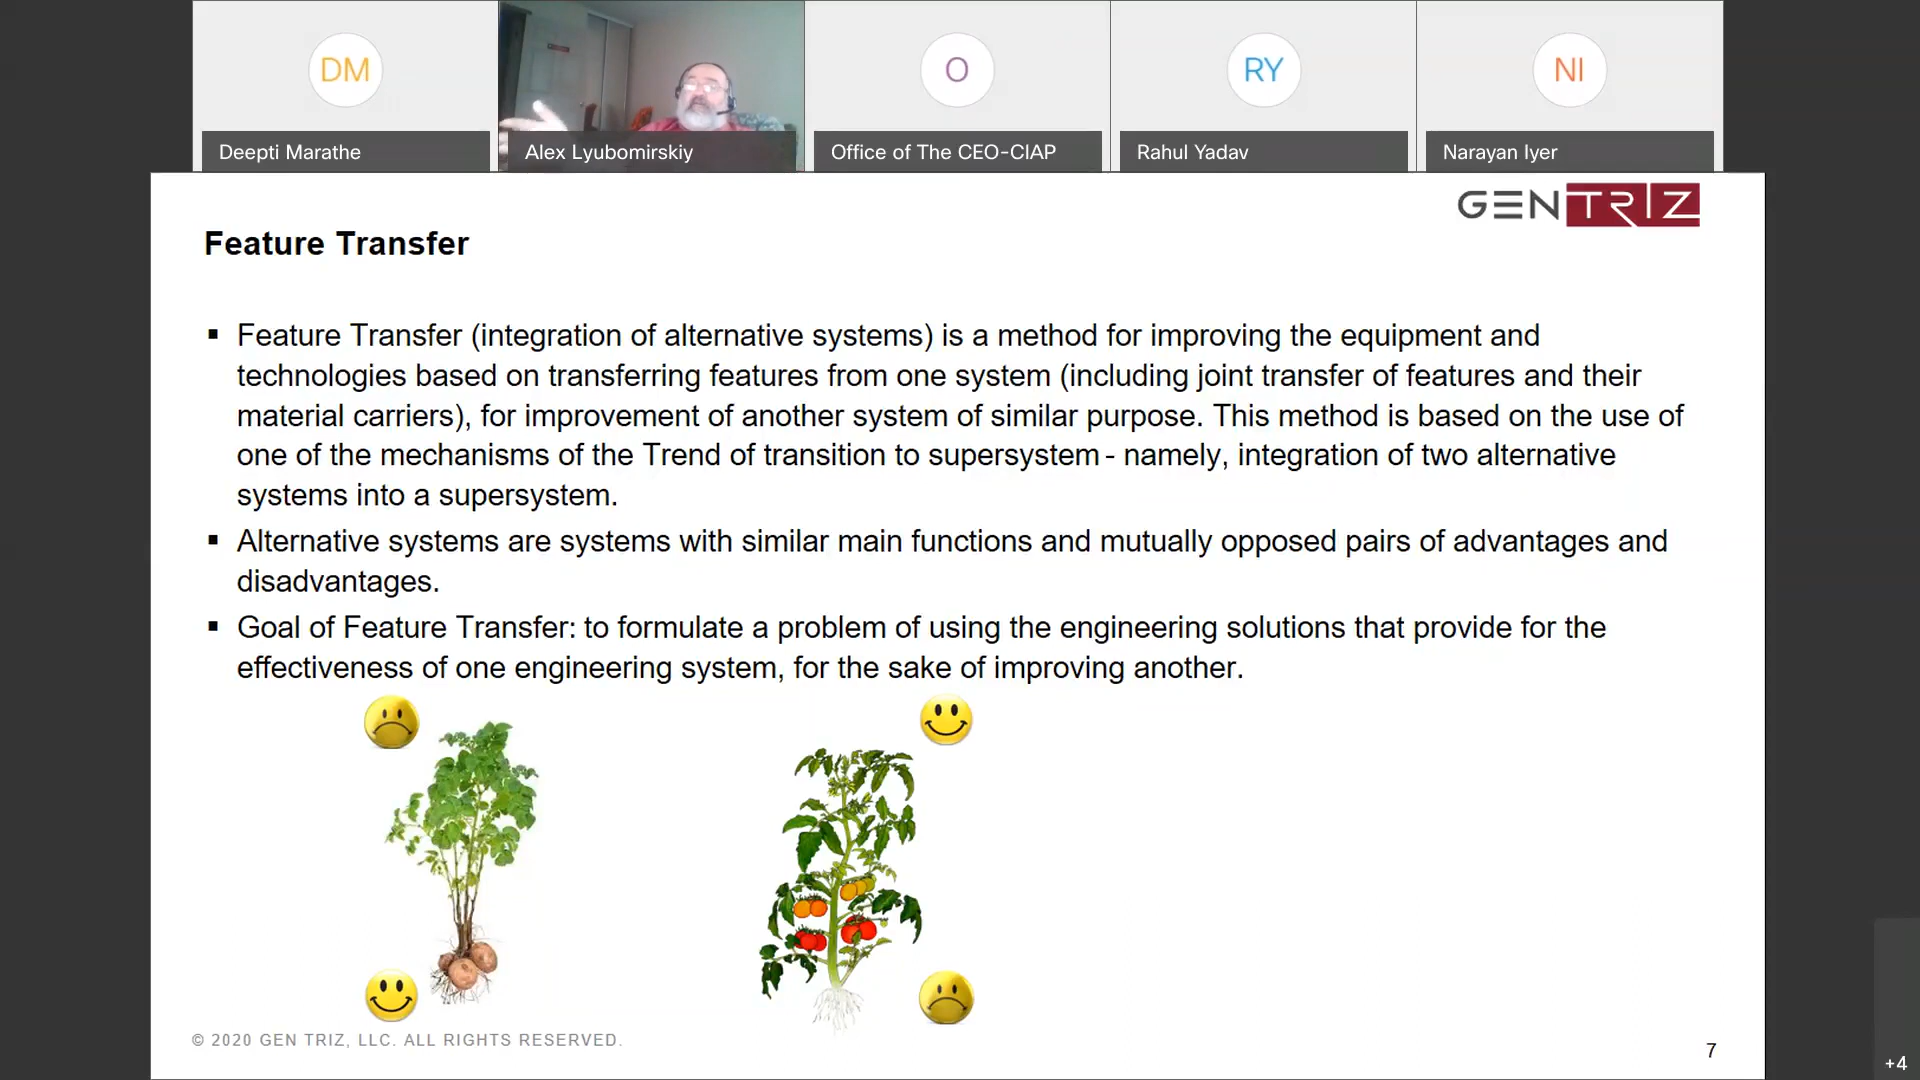 DM
O
RY
NI
Deepti Marathe
Alex Lyubomirskiy
Office of The CEO-CIAP
Rahul Yadav
Narayan Iyer
GEN TRIZ
Feature Transfer
▪ Feature Transfer (integration of alternative systems) is a method for improving the equipment and
technologies based on transferring features from one system (including joint transfer of features and their
material carriers), for improvement of another system of similar purpose. This method is based on the use of
one of the mechanisms of the Trend of transition to supersystem - namely, integration of two alternative
systems into a supersystem.
▪ Alternative systems are systems with similar main functions and mutually opposed pairs of advantages and
disadvantages.
▪ Goal of Feature Transfer: to formulate a problem of using the engineering solutions that provide for the
effectiveness of one engineering system, for the sake of improving another.
© 2020 GEN TRIZ, LLC. ALL RIGHTS RESERVED.
7
+4